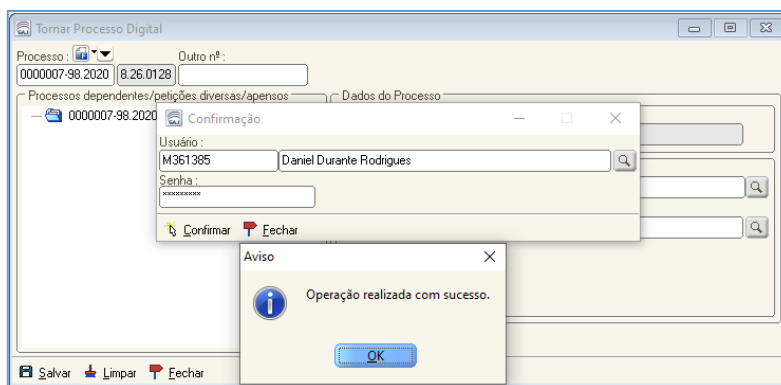 Tornar Processo Digital
Processo : Outro nº :
0000007-98.2020 8.26.0128
Processos dependentes/petições diversas/apensos Dados do Processo
0000007-98.2020
Confirmação
Usuário :
M361385 Daniel Durante Rodrigues
Senha :
×××××××××
Confirmar Fechar
Aviso
Operação realizada com sucesso.
OK
Salvar Limpar Fechar